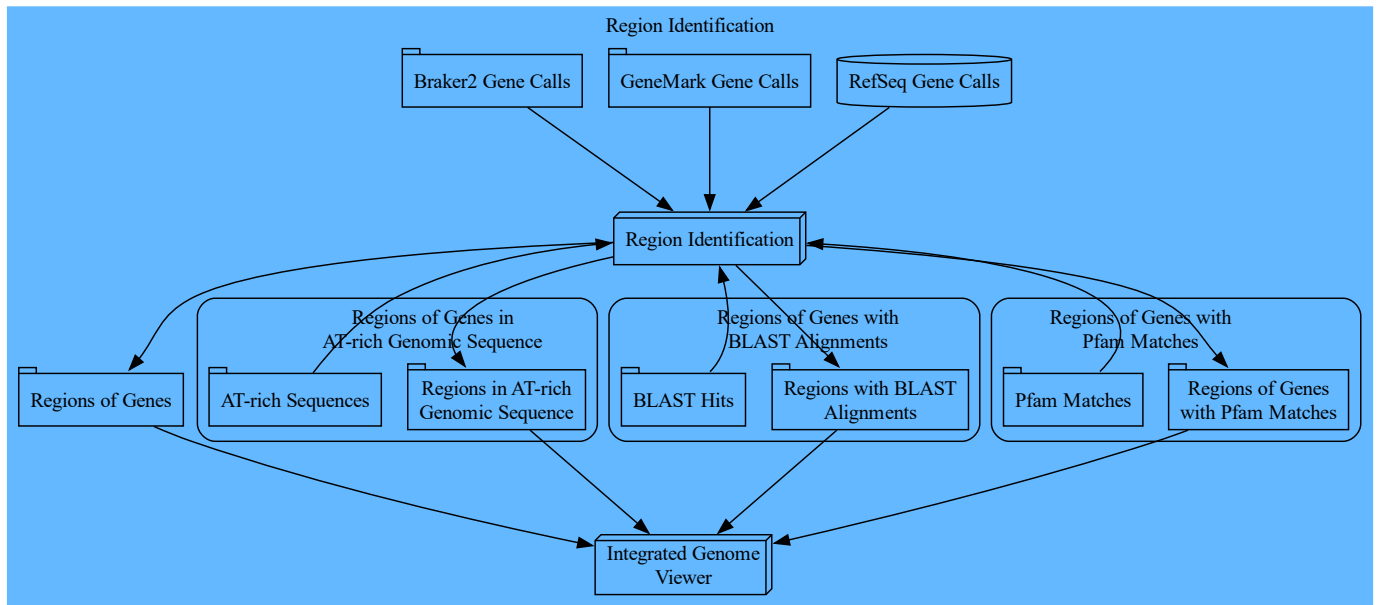 Region Identification
Braker2 Gene Calls
GeneMark Gene Calls
RefSeq Gene Calls
Region Identification
Regions of Genes in
AT-rich Genomic Sequence
Regions of Genes with
BLAST Alignments
Regions of Genes with
Pfam Matches
Regions of Genes
AT-rich Sequences
Regions in AT-rich
Genomic Sequence
BLAST Hits
Regions with BLAST
Alignments
Pfam Matches
Regions of Genes
with Pfam Matches
Integrated Genome
Viewer